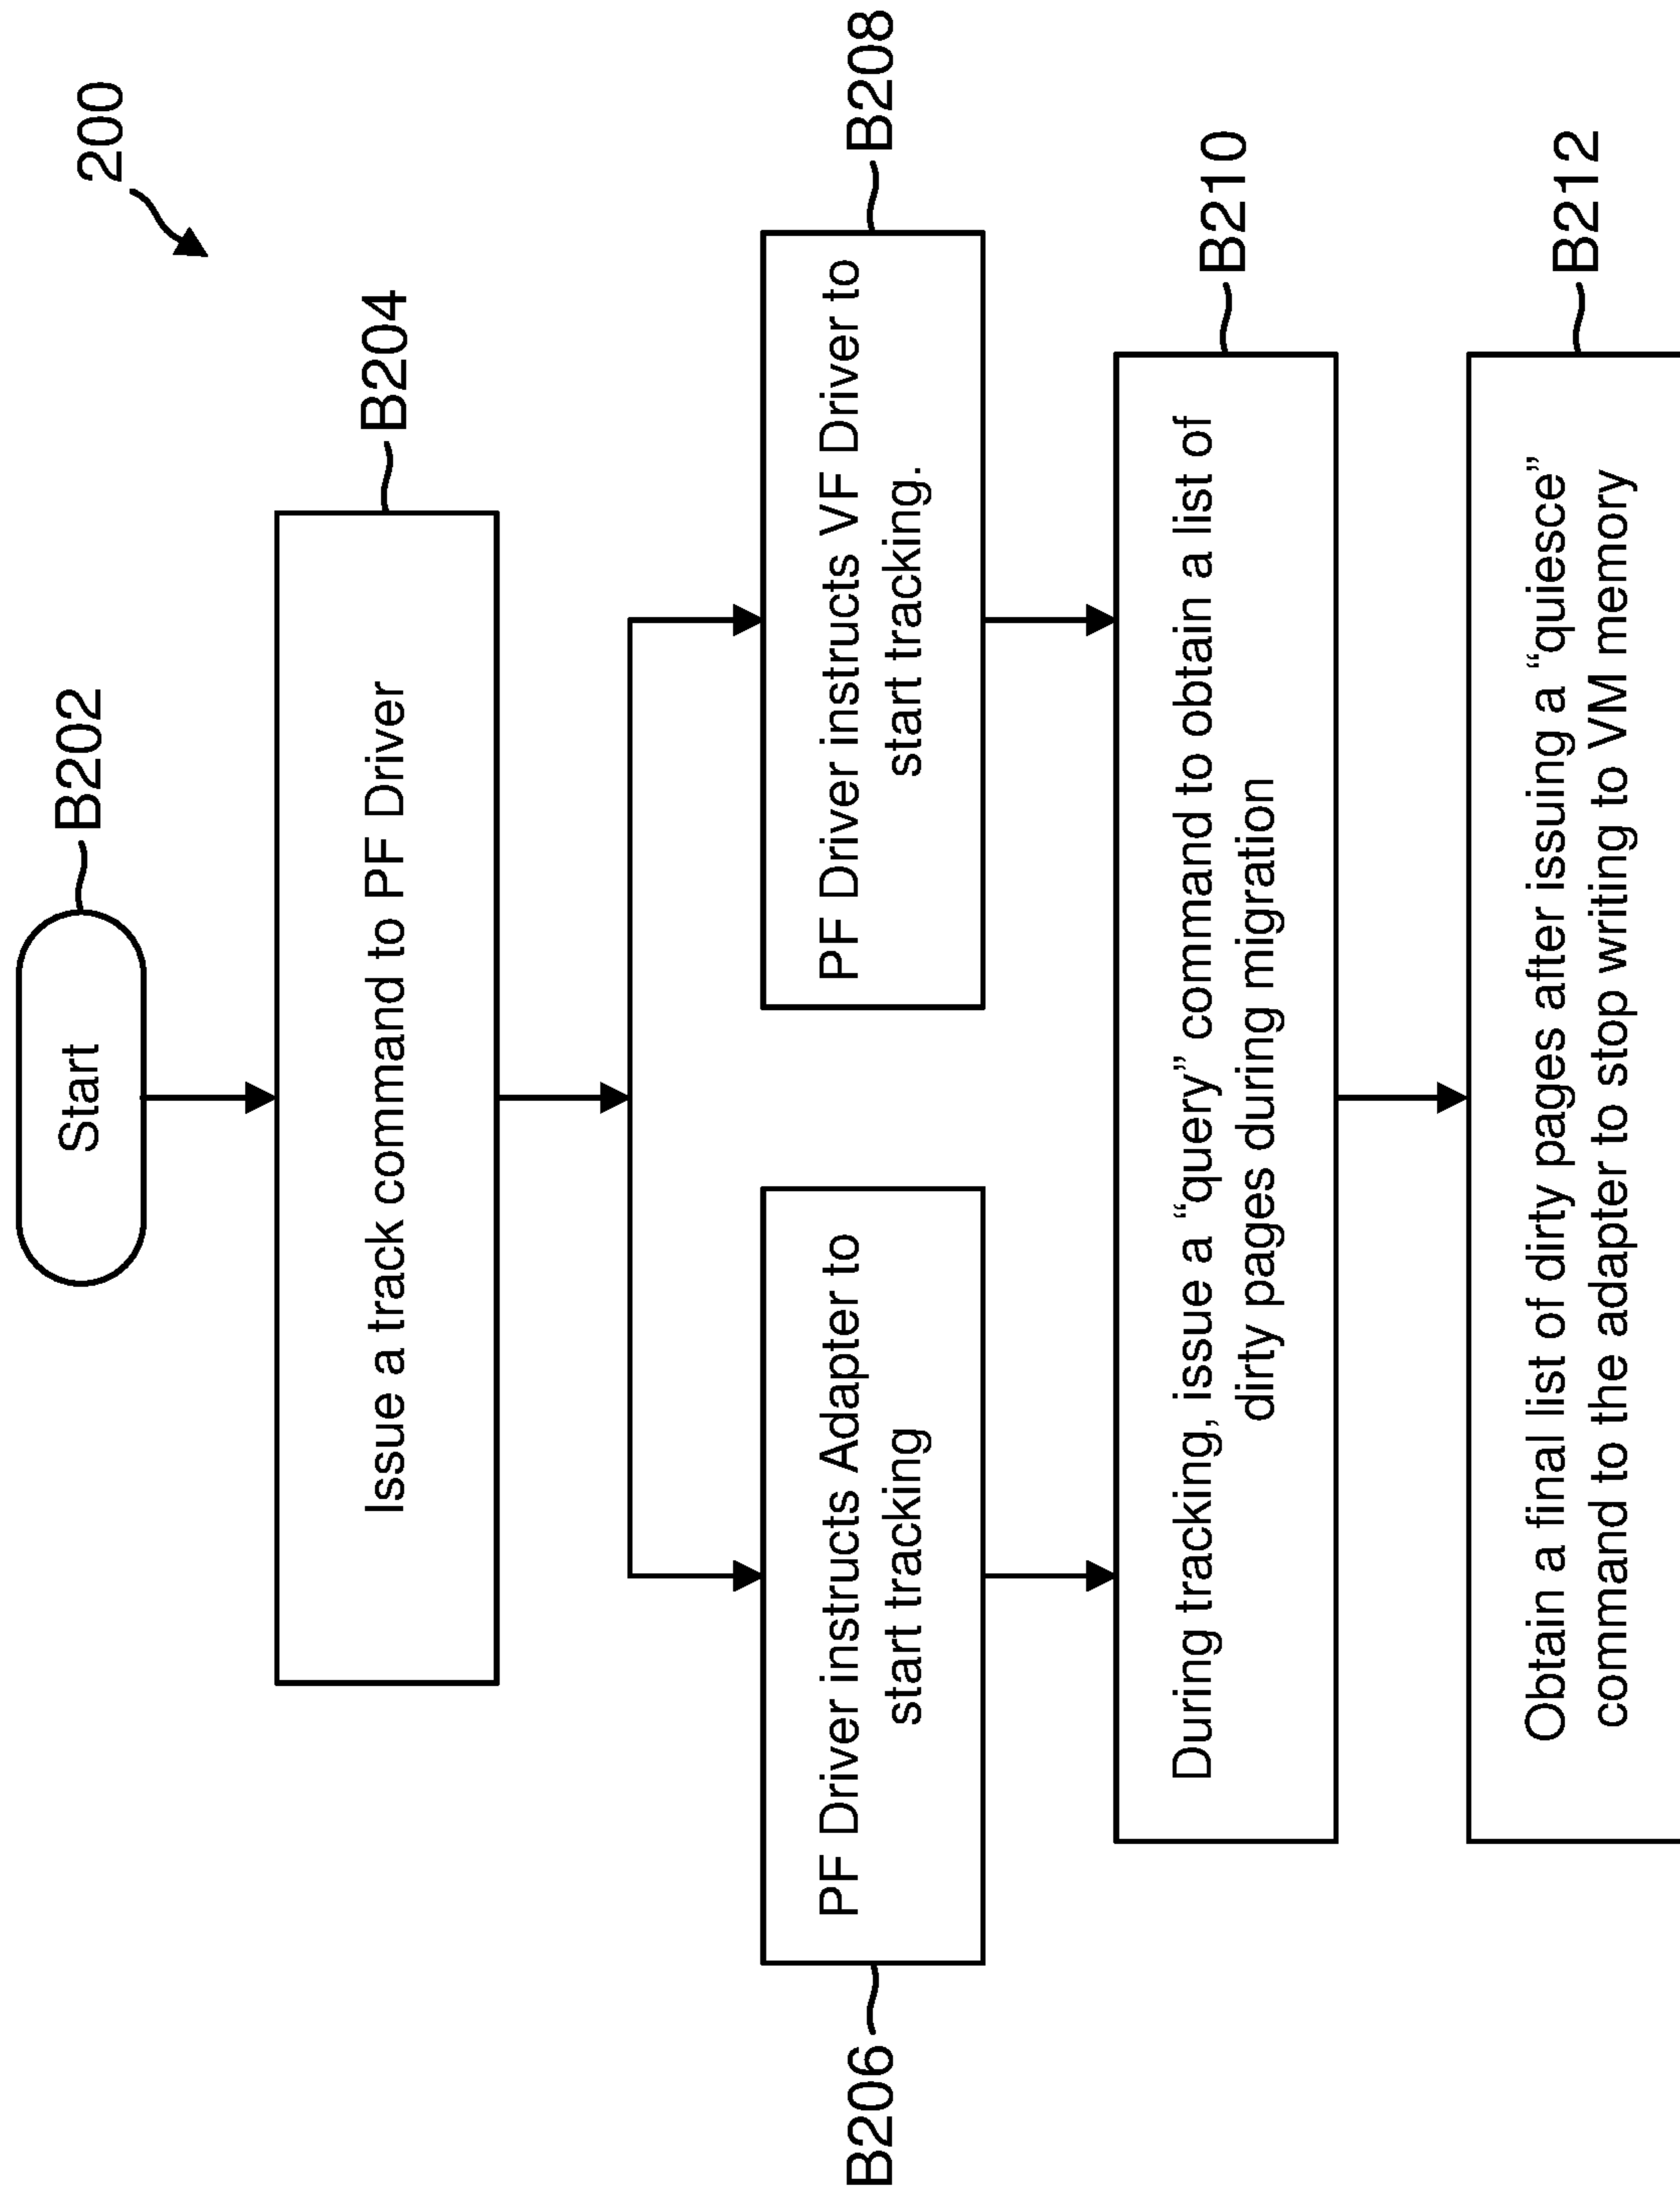 200
Start
B202
Issue a track command to PF Driver
B204
B206
PF Driver instructs Adapter to
start tracking
PF Driver instructs VF Driver to
start tracking.
B208
During tracking, issue a “query” command to obtain a list of
dirty pages during migration
B210
Obtain a final list of dirty pages after issuing a “quiesce”
command to the adapter to stop writing to VM memory
B212